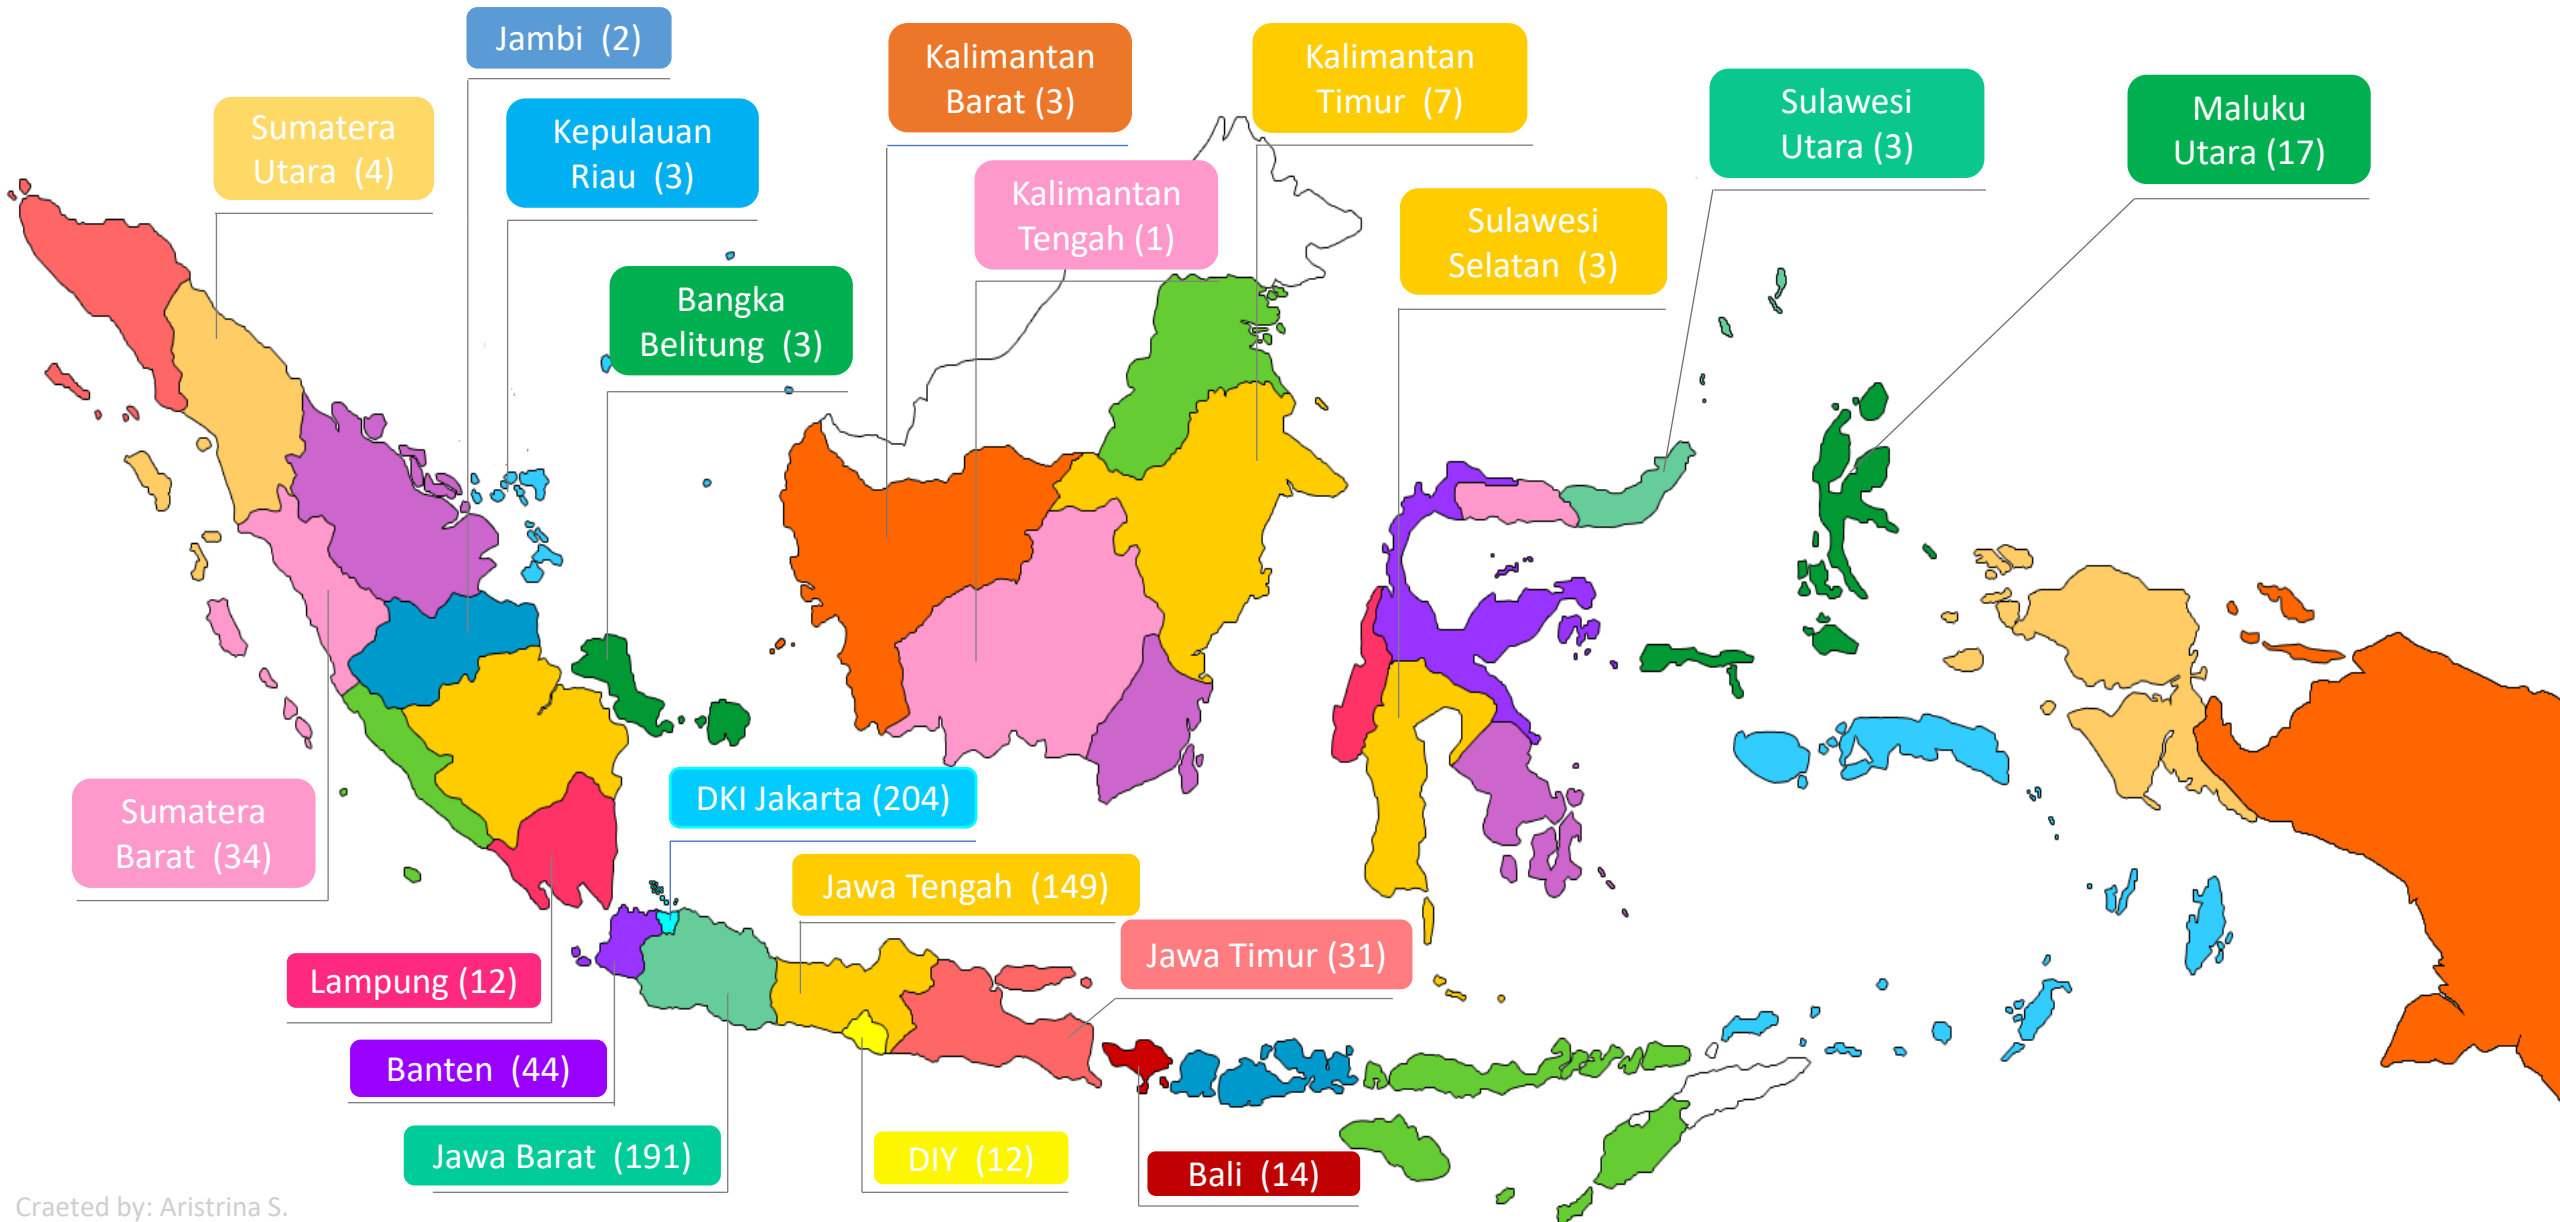 Jambi (2)
Kalimantan
Barat (3)
Kalimantan
Timur (7)
Sulawesi
Utara (3)
Maluku
Utara (17)
Sumatera
Utara (4)
Kepulauan
Riau (3)
Kalimantan
Tengah (1)
Sulawesi
Selatan (3)
Bangka
Belitung (3)
Sumatera
Barat (34)
DKI Jakarta (204)
Jawa Tengah (149)
Jawa Timur (31)
Lampung (12)
Banten (44)
Jawa Barat (191)
DIY (12)
Bali (14)
Craeted by: Aristrina S.